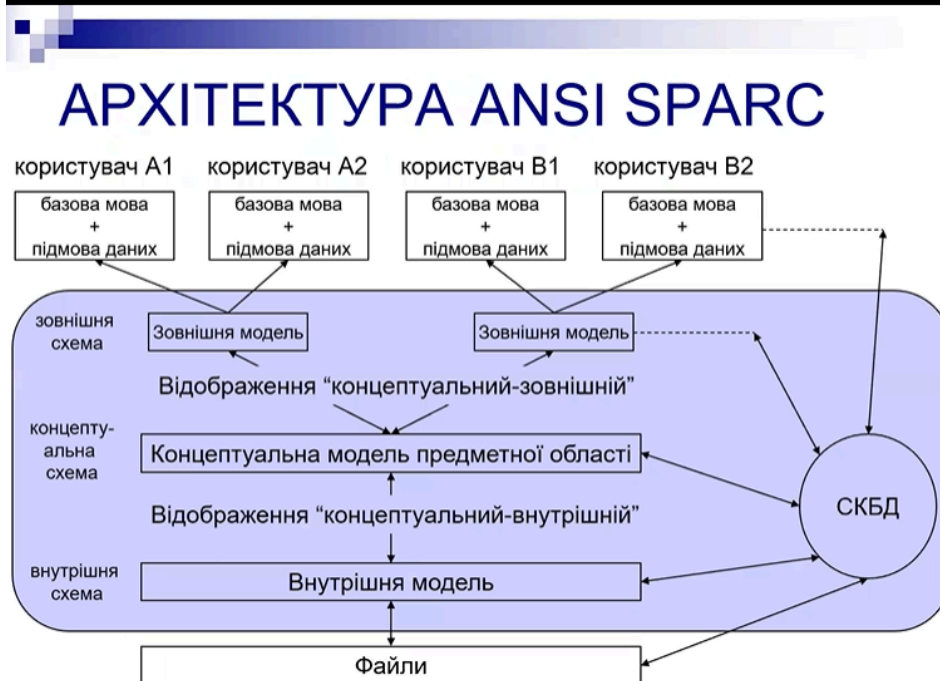 АРХІТЕКТУРА ANSI SPARC
користувач А1 користувач А2 користувач В1 користувач В2
базова мова
+
підмова даних
базова мова
+
підмова даних
базова мова
+
підмова даних
базова мова
+
підмова даних
зовнішня
схема
Зовнішня модель
Зовнішня модель
Відображення “концептуальний-зовнішній”
концепту-
альна
схема
Концептуальна модель предметної області
СКБД
Відображення “концептуальний-внутрішній”
внутрішня
схема
Внутрішня модель
Файли